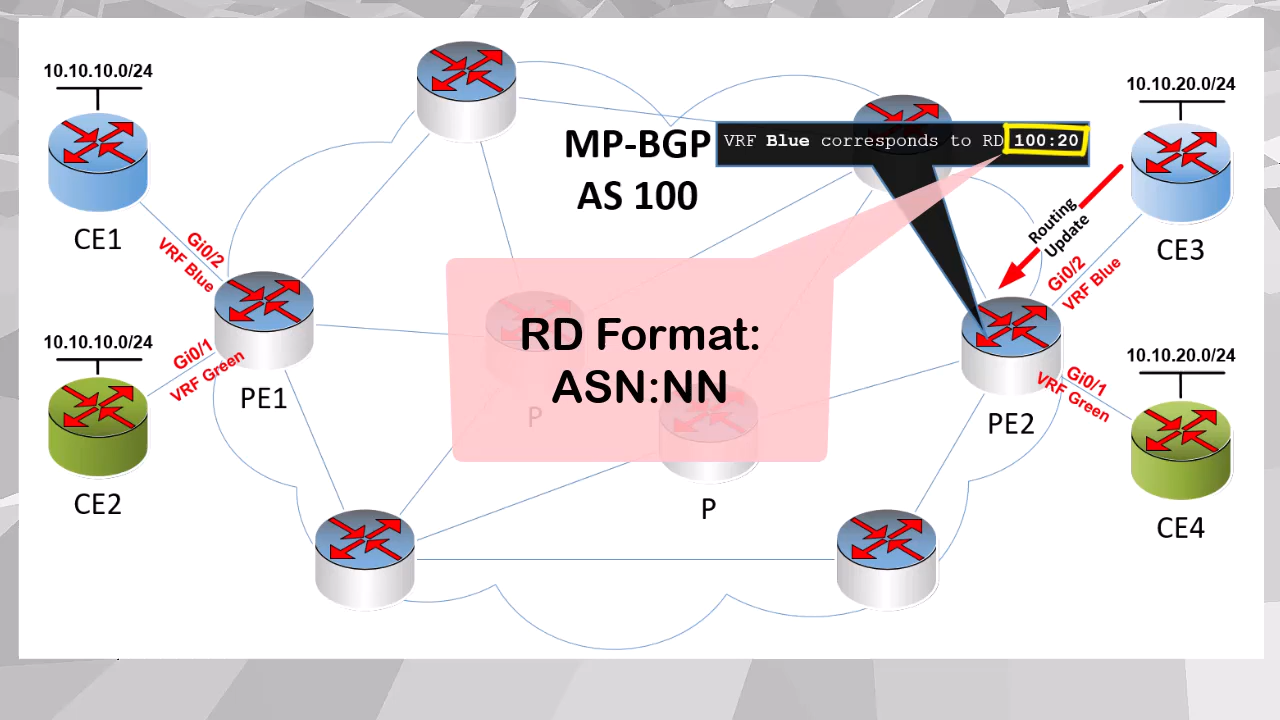 10.10.10.0/24
CE1
Gi0/2
VRF Blue
10.10.10.0/24
CE2
Gi0/1
VRF Green
PE1
MP-BGP
AS 100
VRF Blue corresponds to RD 100:20
RD Format:
ASN:NN
P
P
10.10.20.0/24
CE3
Routing
Update
Gi0/2
VRF Blue
PE2
10.10.20.0/24
Gi0/1
VRF Green
CE4